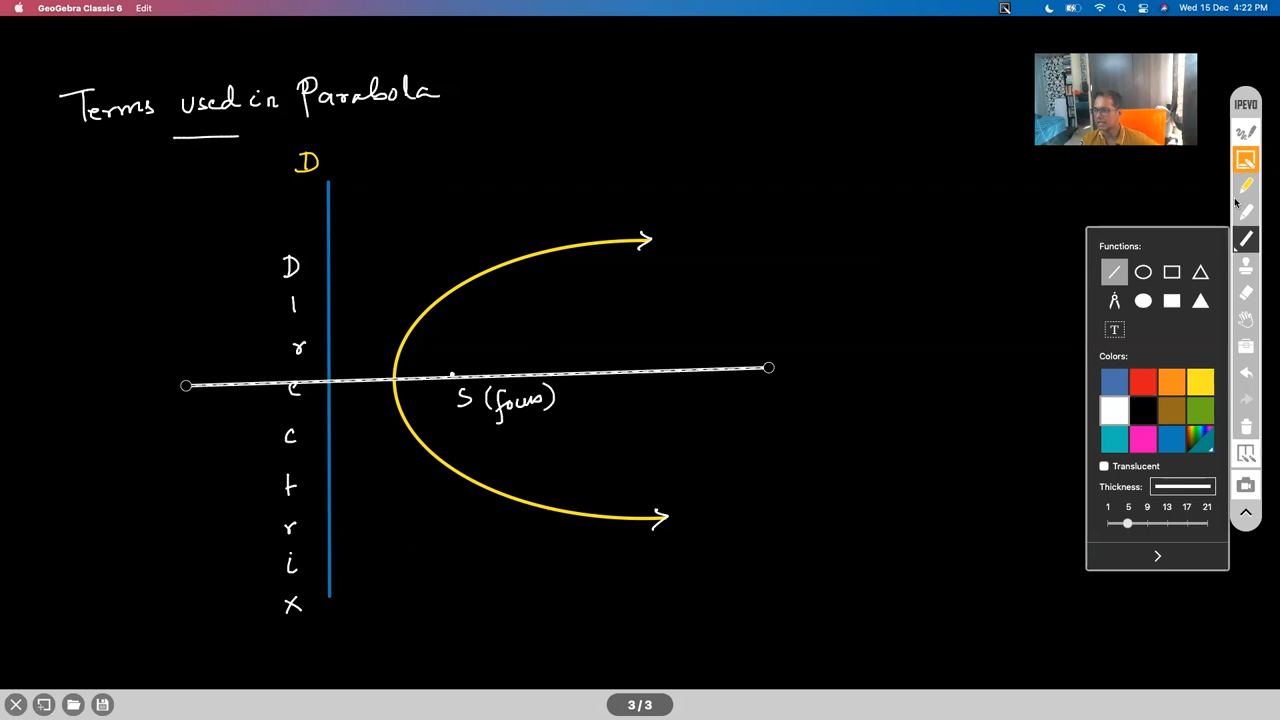 GeoGebra Classic 6 Edit Wed 15 Dec 4:22 PM
Terms used in Parabola
IPEVO
D
D
I
r
e
c
t
r
i
x
S (focus)
Functions:
T
Colors:
Translucent
Thickness:
1 5 9 13 17 21
3 / 3